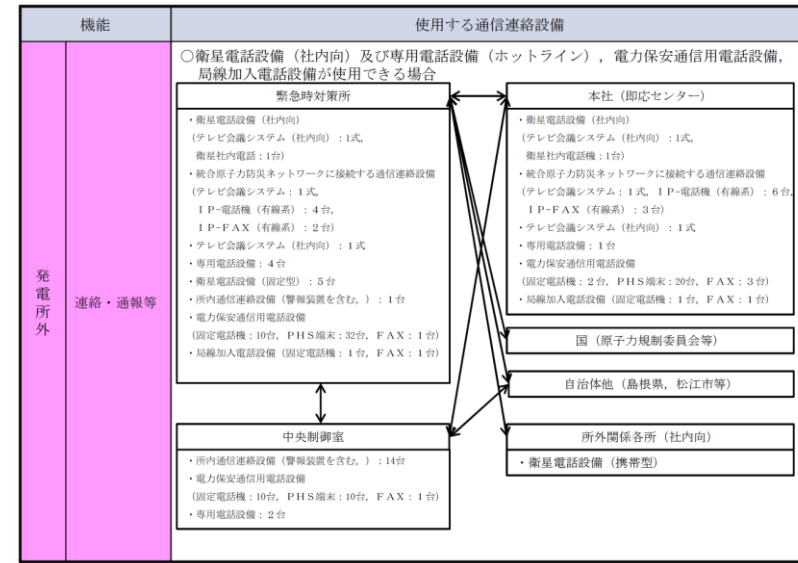 機能
使用する通信連絡設備
発電所外
連絡・通報等
○衛星電話設備（社内向）及び専用電話設備（ホットライン），電力保安通信用電話設備，
局線加入電話設備が使用できる場合
緊急時対策所
・衛星電話設備（社内向）
（テレビ会議システム（社内向）：1式，
衛星社内電話：1台）
・統合原子力防災ネットワークに接続する通信連絡設備
（テレビ会議システム：１式，
ＩＰ-電話機（有線系）：４台，
ＩＰ-ＦＡＸ（有線系）：２台）
・テレビ会議システム（社内向）：１式
・専用電話設備：４台
・衛星電話設備（固定型）：５台
・所内通信連絡設備（警報装置を含む。）：１台
・電力保安通信用電話設備
（固定電話機：10台，ＰＨＳ端末：32台，ＦＡＸ：１台）
・局線加入電話設備（固定電話機：１台，ＦＡＸ：１台）
中央制御室
・所内通信連絡設備（警報装置を含む。）：14台
・電力保安通信用電話設備
（固定電話機：10台，ＰＨＳ端末：10台，ＦＡＸ：１台）
・専用電話設備：２台
本社（即応センター）
・衛星電話設備（社内向）
（テレビ会議システム（社内向）：1式，
衛星社内電話機：1台）
・統合原子力防災ネットワークに接続する通信連絡設備
（テレビ会議システム：１式，ＩＰ-電話機（有線系）：６台，
ＩＰ-ＦＡＸ（有線系）：３台）
・テレビ会議システム（社内向）：１式
・専用電話設備：１台
・電力保安通信用電話設備
（固定電話機：２台，ＰＨＳ端末：20台，ＦＡＸ：３台）
・局線加入電話設備（固定電話機：１台，ＦＡＸ：１台）
国（原子力規制委員会等）
自治体他（島根県，松江市等）
所外関係各所（社内向）
・衛星電話設備（携帯型）